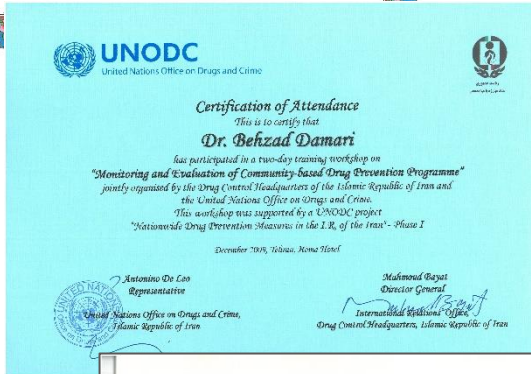 UNODC
United Nations Office on Drugs and Crime
Certification of Attendance
This is to certify that
Dr. Behzad Damari
has participated in a two-day training workshop on
"Monitoring and Evaluation of Community-based Drug Prevention Programme"
jointly organised by the Drug Control Headquarters of the Islamic Republic of Iran and
the United Nations Office on Drugs and Crime.
This workshop was supported by a UNODC project
"Nationwide Drug Prevention Measures in the I.R. of the Iran" - Phase I
December 2009, Tehran, Homa Hotel
Antonino De Leo
Representative
United Nations Office on Drugs and Crime,
Islamic Republic of Iran
Mahmoud Bayat
Director General
International Relations Office,
Drug Control Headquarters, Islamic Republic of Iran
UNITED NATIONS